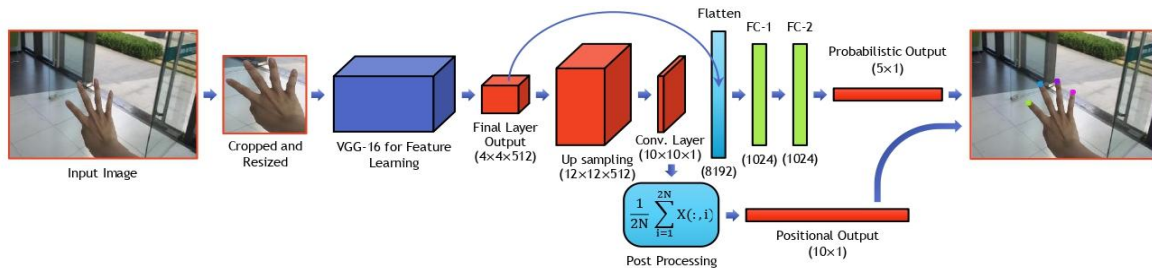 Input Image
Cropped and
Resized
VGG-16 for Feature
Learning
Final Layer
Output
(4×4×512)
Up sampling
(12×12×512)
Conv. Layer
(10×10×1)
Flatten
(8192)
FC-1
(1024)
FC-2
(1024)
Probabilistic Output
(5×1)
1/2N ∑ i=1 2N X(:,i)
Post Processing
Positional Output
(10×1)